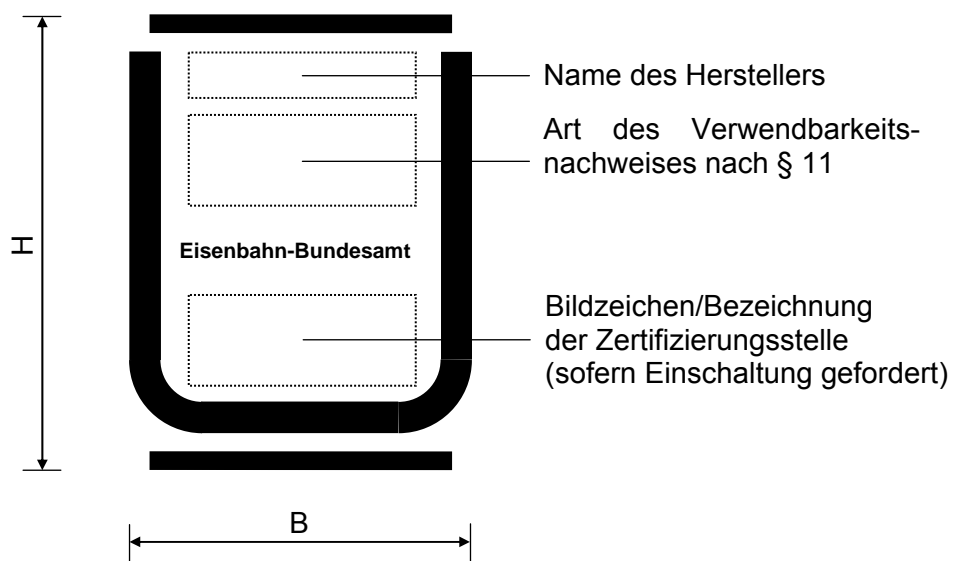 Name des Herstellers
Art des Verwendbarkeits-
nachweises nach § 11
H
Eisenbahn-Bundesamt
Bildzeichen/Bezeichnung
der Zertifizierungsstelle
(sofern Einschaltung gefordert)
B